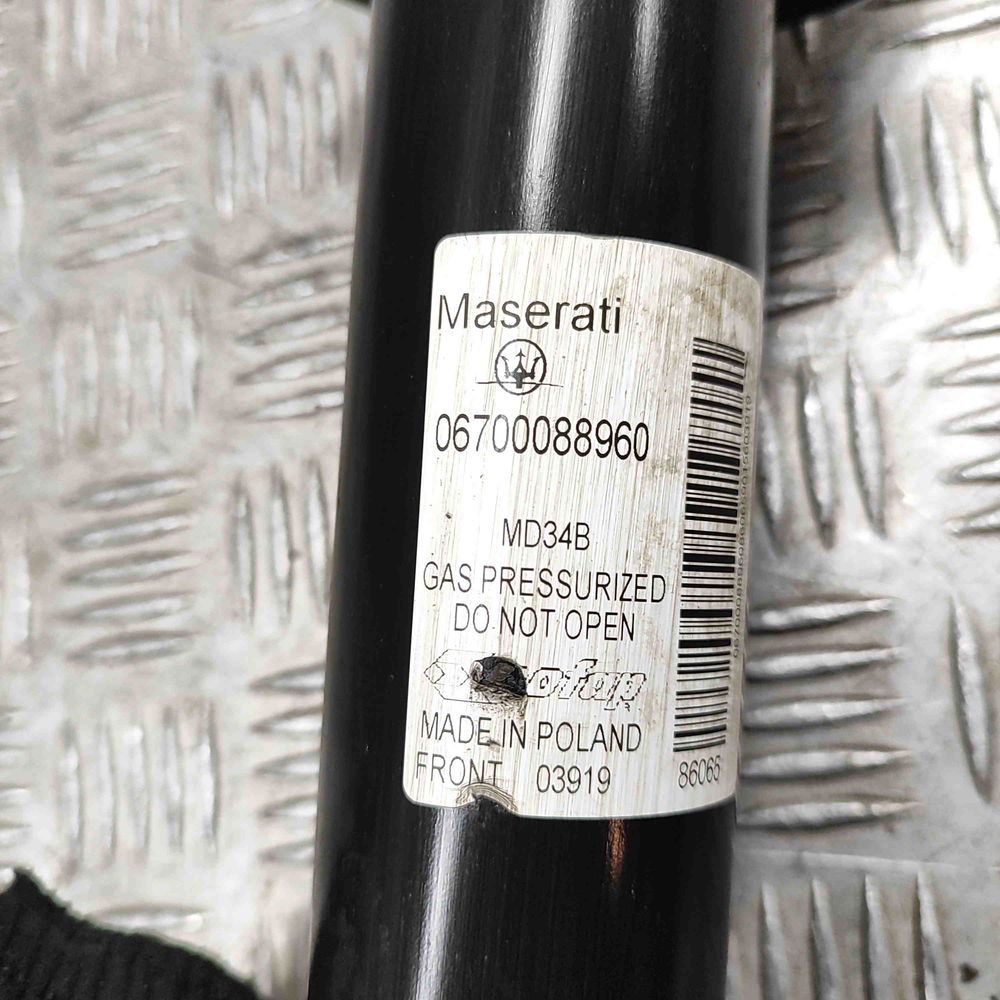 Maserati
06700088960
MD34B
GAS PRESSURIZED
DO NOT OPEN
MADE IN POLAND
FRONT 03919
86065